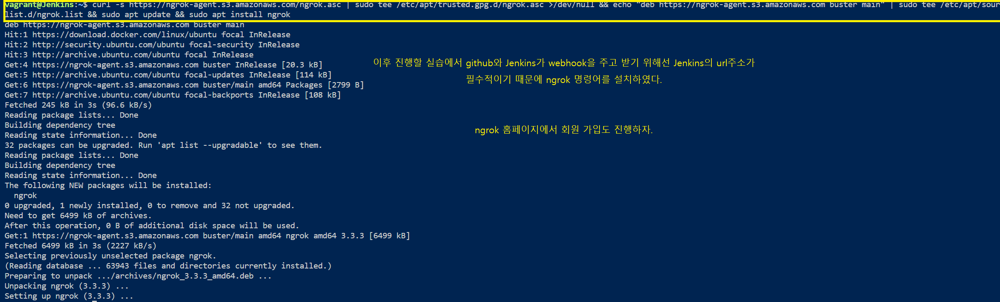 vagrant@Jenkins:~$ curl -s https://ngrok-agent.s3.amazonaws.com/ngrok.asc | sudo tee /etc/apt/trusted.gpg.d/ngrok.asc >/dev/null && echo "deb https://ngrok-agent.s3.amazonaws.com buster main" | sudo tee /etc/apt/sour
list.d/ngrok.list && sudo apt update && sudo apt install ngrok
deb https://ngrok-agent.s3.amazonaws.com buster main
Hit:1 https://download.docker.com/linux/ubuntu focal InRelease
Hit:2 http://security.ubuntu.com/ubuntu focal-security InRelease
Hit:3 http://archive.ubuntu.com/ubuntu focal InRelease
Get:4 https://ngrok-agent.s3.amazonaws.com buster InRelease [20.3 kB]
Get:5 http://archive.ubuntu.com/ubuntu focal-updates InRelease [114 kB]
Get:6 https://ngrok-agent.s3.amazonaws.com buster/main amd64 Packages [2799 B]
Get:7 http://archive.ubuntu.com/ubuntu focal-backports InRelease [108 kB]
Fetched 245 kB in 3s (96.6 kB/s)
Reading package lists... Done
Building dependency tree
Reading state information... Done
32 packages can be upgraded. Run 'apt list --upgradable' to see them.
Reading package lists... Done
Building dependency tree
Reading state information... Done
The following NEW packages will be installed:
  ngrok
0 upgraded, 1 newly installed, 0 to remove and 32 not upgraded.
Need to get 6499 kB of archives.
After this operation, 0 B of additional disk space will be used.
Get:1 https://ngrok-agent.s3.amazonaws.com buster/main amd64 ngrok amd64 3.3.3 [6499 kB]
Fetched 6499 kB in 3s (2227 kB/s)
Selecting previously unselected package ngrok.
(Reading database ... 63943 files and directories currently installed.)
Preparing to unpack .../archives/ngrok_3.3.3_amd64.deb ...
Unpacking ngrok (3.3.3) ...
Setting up ngrok (3.3.3) ...
이후 진행할 실습에서 github와 Jenkins가 webhook을 주고 받기 위해선 Jenkins의 url주소가
필수적이기 때문에 ngrok 명령어를 설치하였다.
ngrok 홈페이지에서 회원 가입도 진행하자.